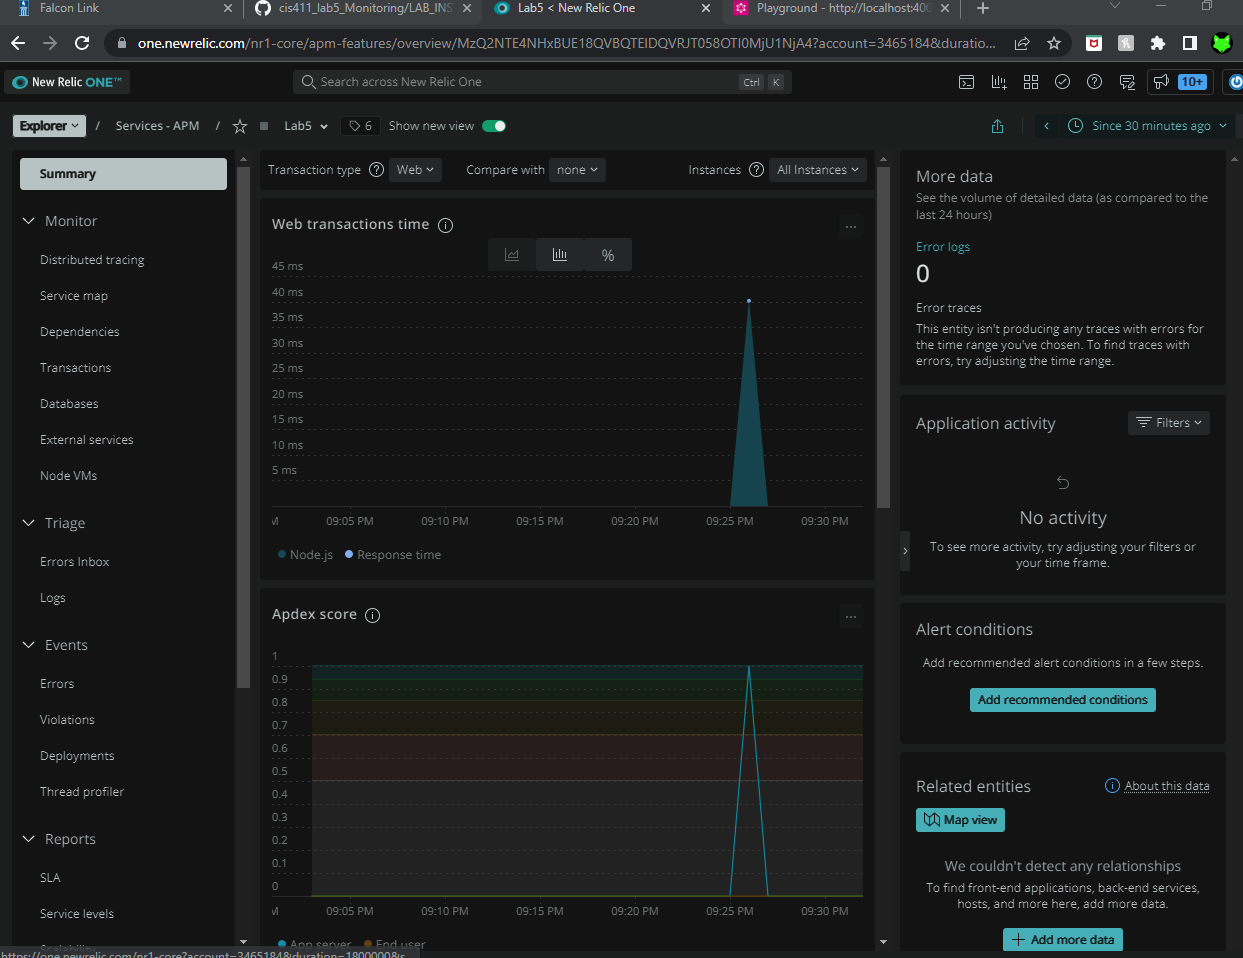 Falcon Link
cis411_lab5_Monitoring/LAB_INS
Lab5 < New Relic One
Playground - http://localhost:400
one.newrelic.com/nr1-core/apm-features/overview/MzQ2NTE4NHxBUE18QVBQTElDQVRJT058OTI0MjU1NjA4?account=3465184&duratio...
New Relic ONE™
Search across New Relic One
Ctrl K
10+
Explorer / Services - APM / Lab5 6 Show new view
Since 30 minutes ago
Summary
Monitor
Distributed tracing
Service map
Dependencies
Transactions
Databases
External services
Node VMs
Triage
Errors Inbox
Logs
Events
Errors
Violations
Deployments
Thread profiler
Reports
SLA
Service levels
Scalability
https://one.newrelic.com/nr1-core?account=3465184&duration=1800000&s
Transaction type ? Web
Compare with none
Instances ? All Instances
Web transactions time
...
%
45 ms
40 ms
35 ms
30 ms
25 ms
20 ms
15 ms
10 ms
5 ms
M 09:05 PM 09:10 PM 09:15 PM 09:20 PM 09:25 PM 09:30 PM
Node.js Response time
Apdex score
...
1
0.9
0.8
0.7
0.6
0.5
0.4
0.3
0.2
0.1
0
M 09:05 PM 09:10 PM 09:15 PM 09:20 PM 09:25 PM 09:30 PM
App server End user
More data
See the volume of detailed data (as compared to the
last 24 hours)
Error logs
0
Error traces
This entity isn't producing any traces with errors for
the time range you've chosen. To find traces with
errors, try adjusting the time range.
Application activity
Filters
No activity
To see more activity, try adjusting your filters or
your time frame.
Alert conditions
Add recommended alert conditions in a few steps.
Add recommended conditions
Related entities
About this data
Map view
We couldn't detect any relationships
To find front-end applications, back-end services,
hosts, and more here, add more data.
+ Add more data